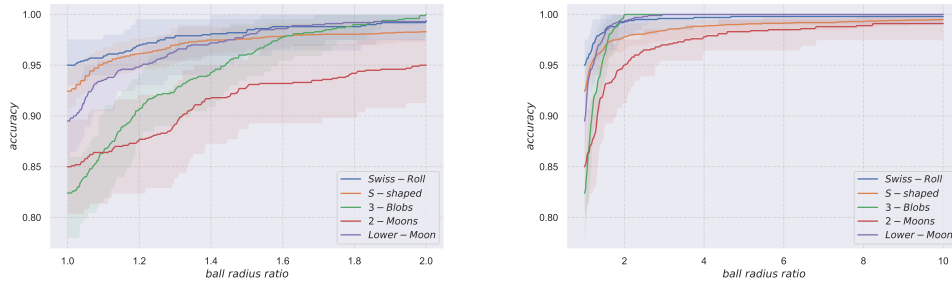 1.00
0.95
0.90
0.85
0.80
accuracy
1.0 1.2 1.4 1.6 1.8 2.0
ball radius ratio
Swiss − Roll
S − shaped
3 − Blobs
2 − Moons
Lower − Moon
1.00
0.95
0.90
0.85
0.80
accuracy
2 4 6 8 10
ball radius ratio
Swiss − Roll
S − shaped
3 − Blobs
2 − Moons
Lower − Moon